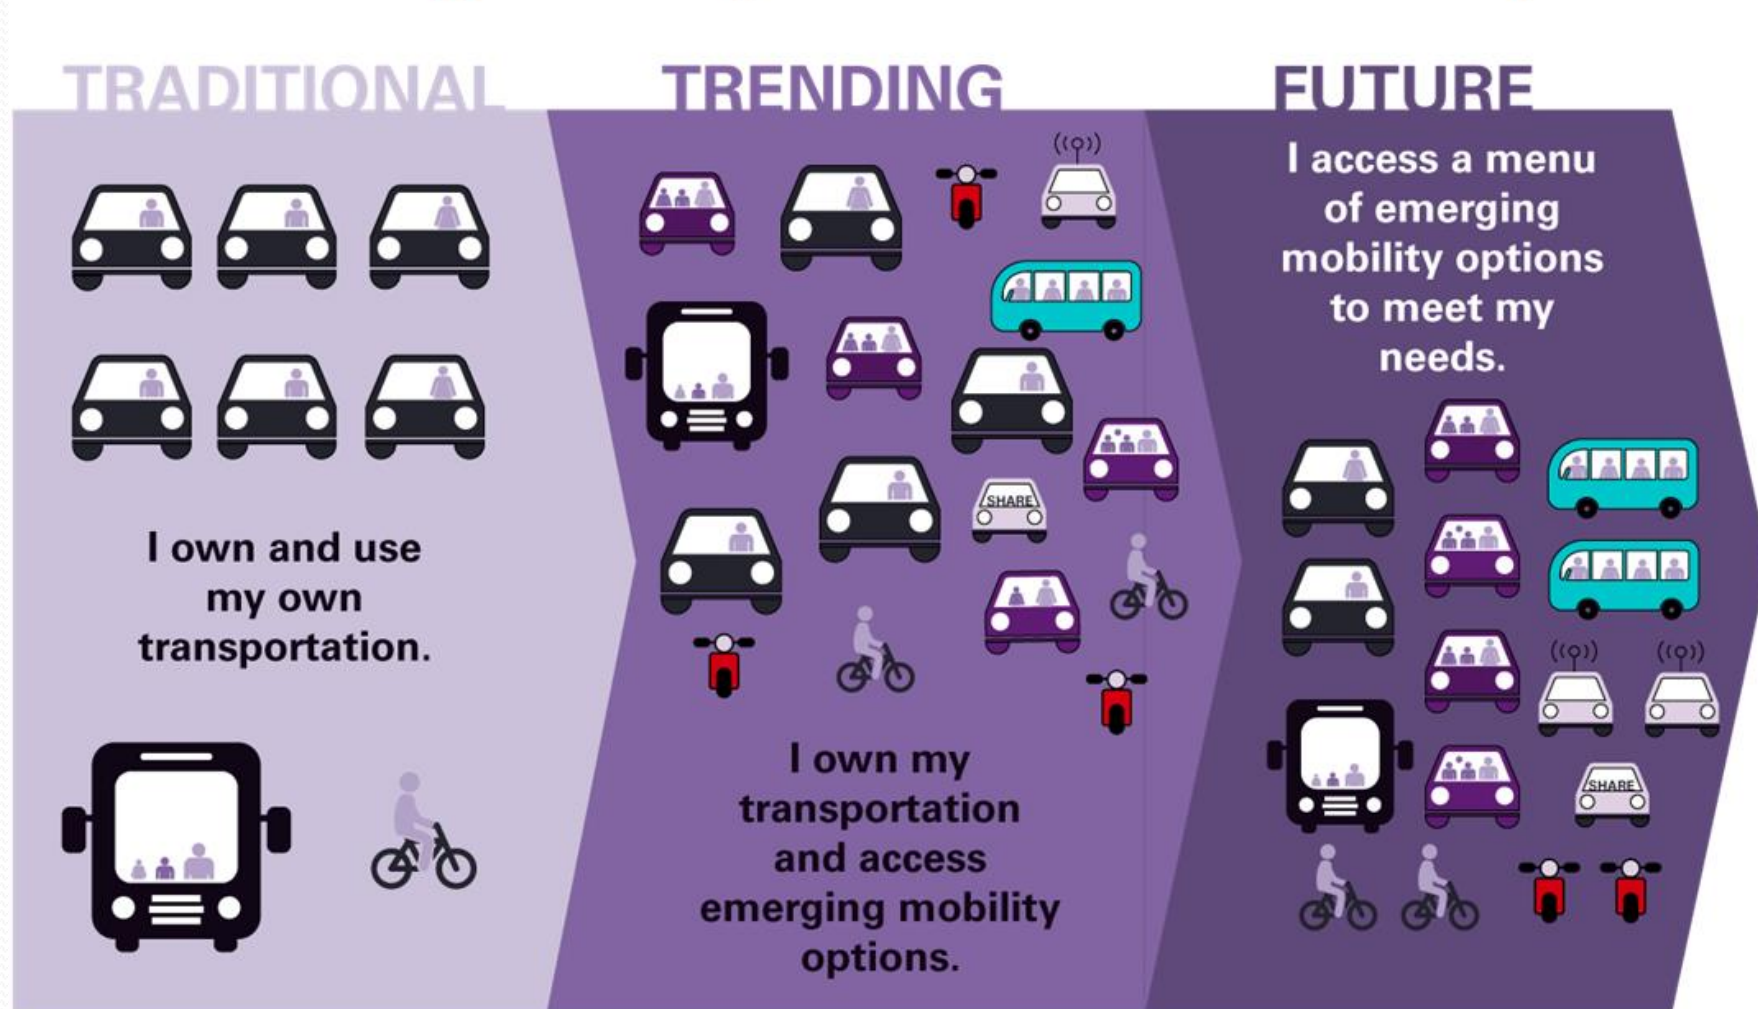 TRADITIONAL
I own and use
my own
transportation.
TRENDING
SHARE
I own my
transportation
and access
emerging mobility
options.
FUTURE
I access a menu
of emerging
mobility options
to meet my
needs.
SHARE